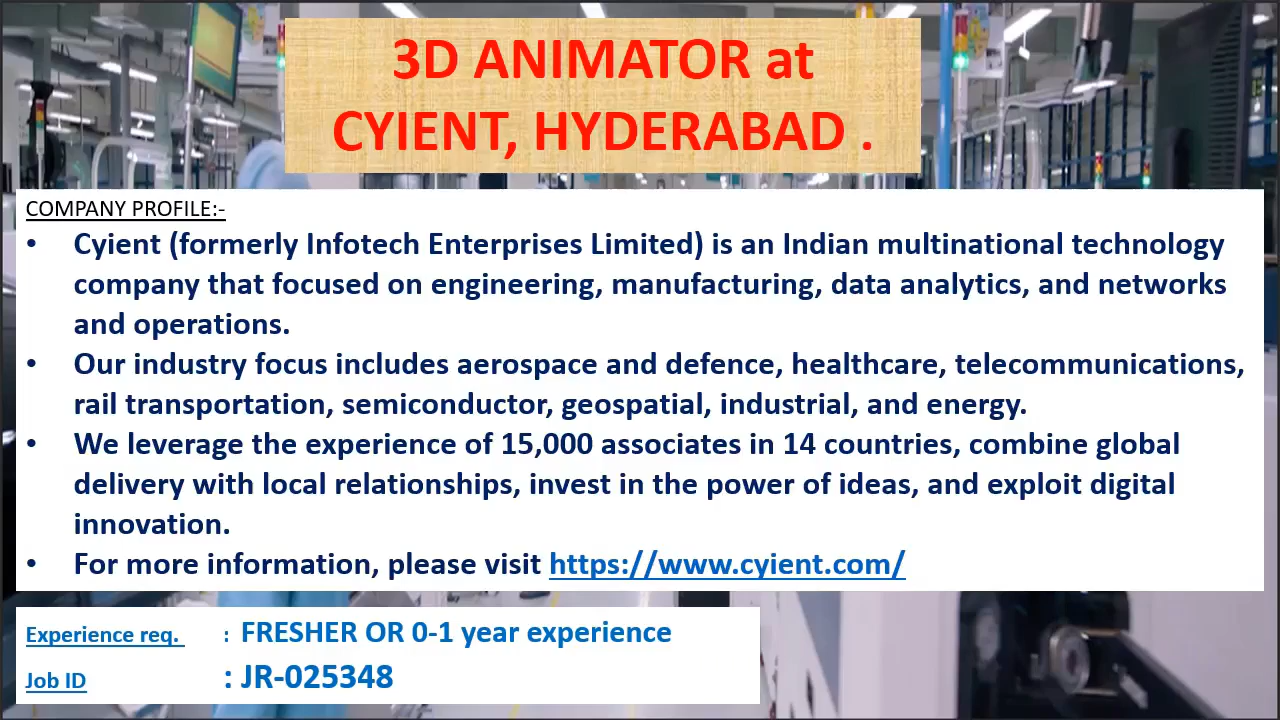 3D ANIMATOR at
CYIENT, HYDERABAD .
COMPANY PROFILE:-
• Cyient (formerly Infotech Enterprises Limited) is an Indian multinational technology
company that focused on engineering, manufacturing, data analytics, and networks
and operations.
• Our industry focus includes aerospace and defence, healthcare, telecommunications,
rail transportation, semiconductor, geospatial, industrial, and energy.
• We leverage the experience of 15,000 associates in 14 countries, combine global
delivery with local relationships, invest in the power of ideas, and exploit digital
innovation.
• For more information, please visit https://www.cyient.com/
Experience req. : FRESHER OR 0-1 year experience
Job ID : JR-025348